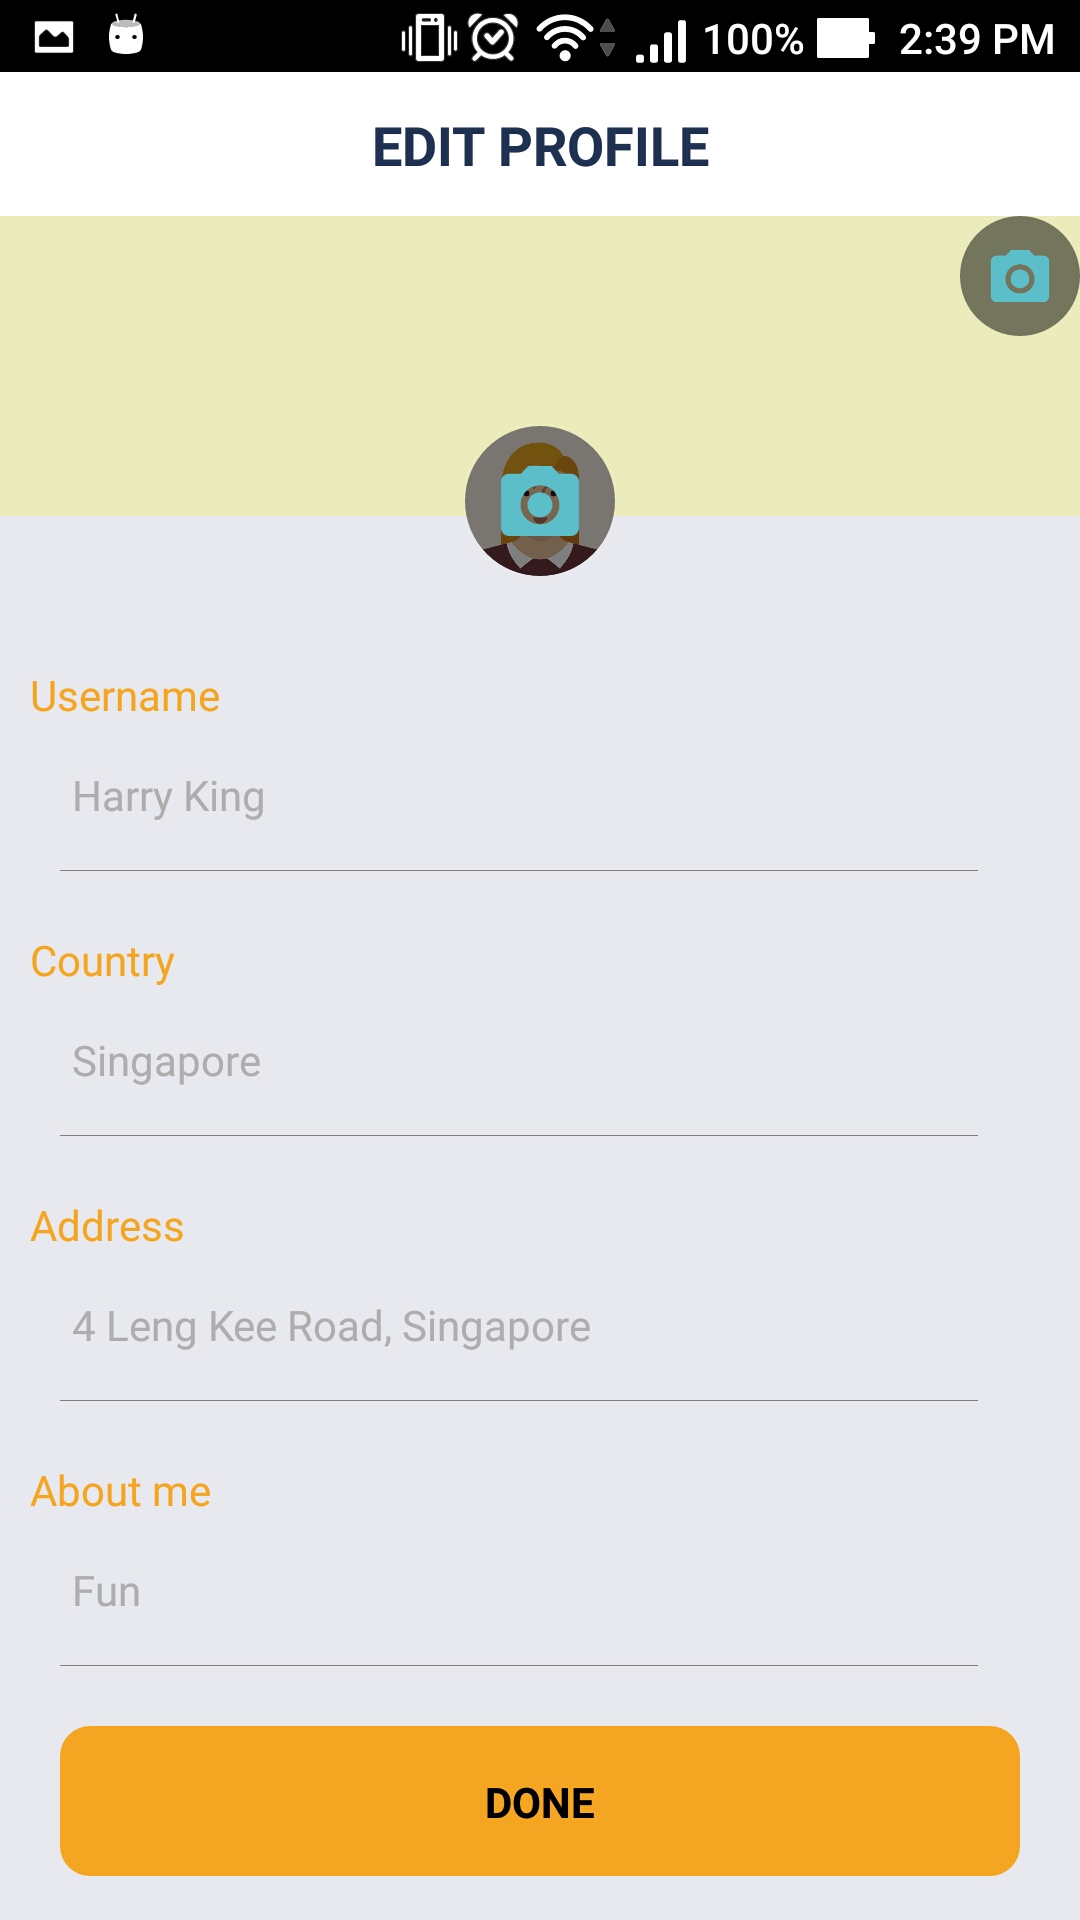 100% 2:39 PM
EDIT PROFILE
Username
Harry King
Country
Singapore
Address
4 Leng Kee Road, Singapore
About me
Fun
DONE